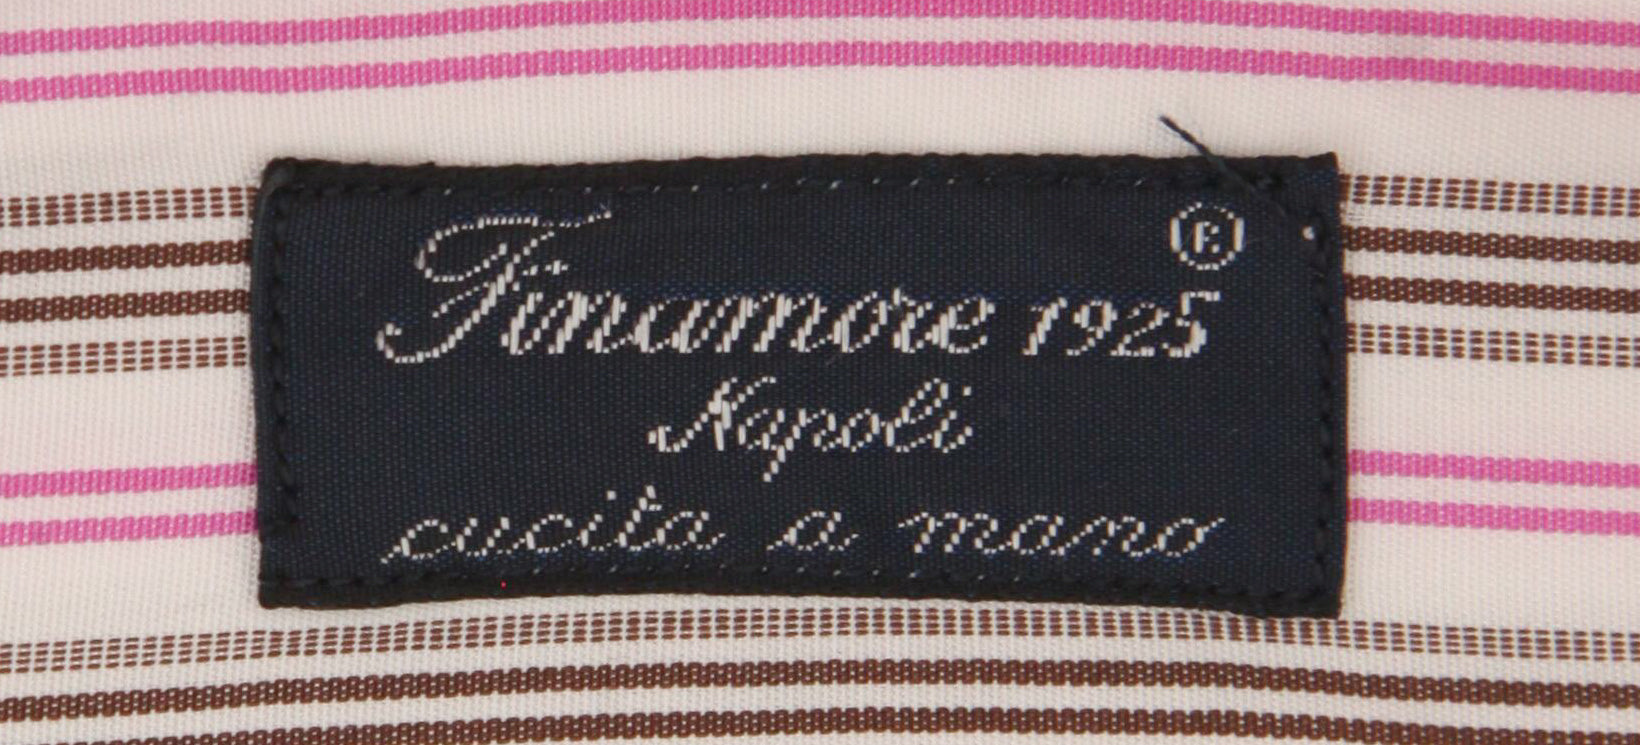 ®
Finamore 1925
Napoli
cucita a mano